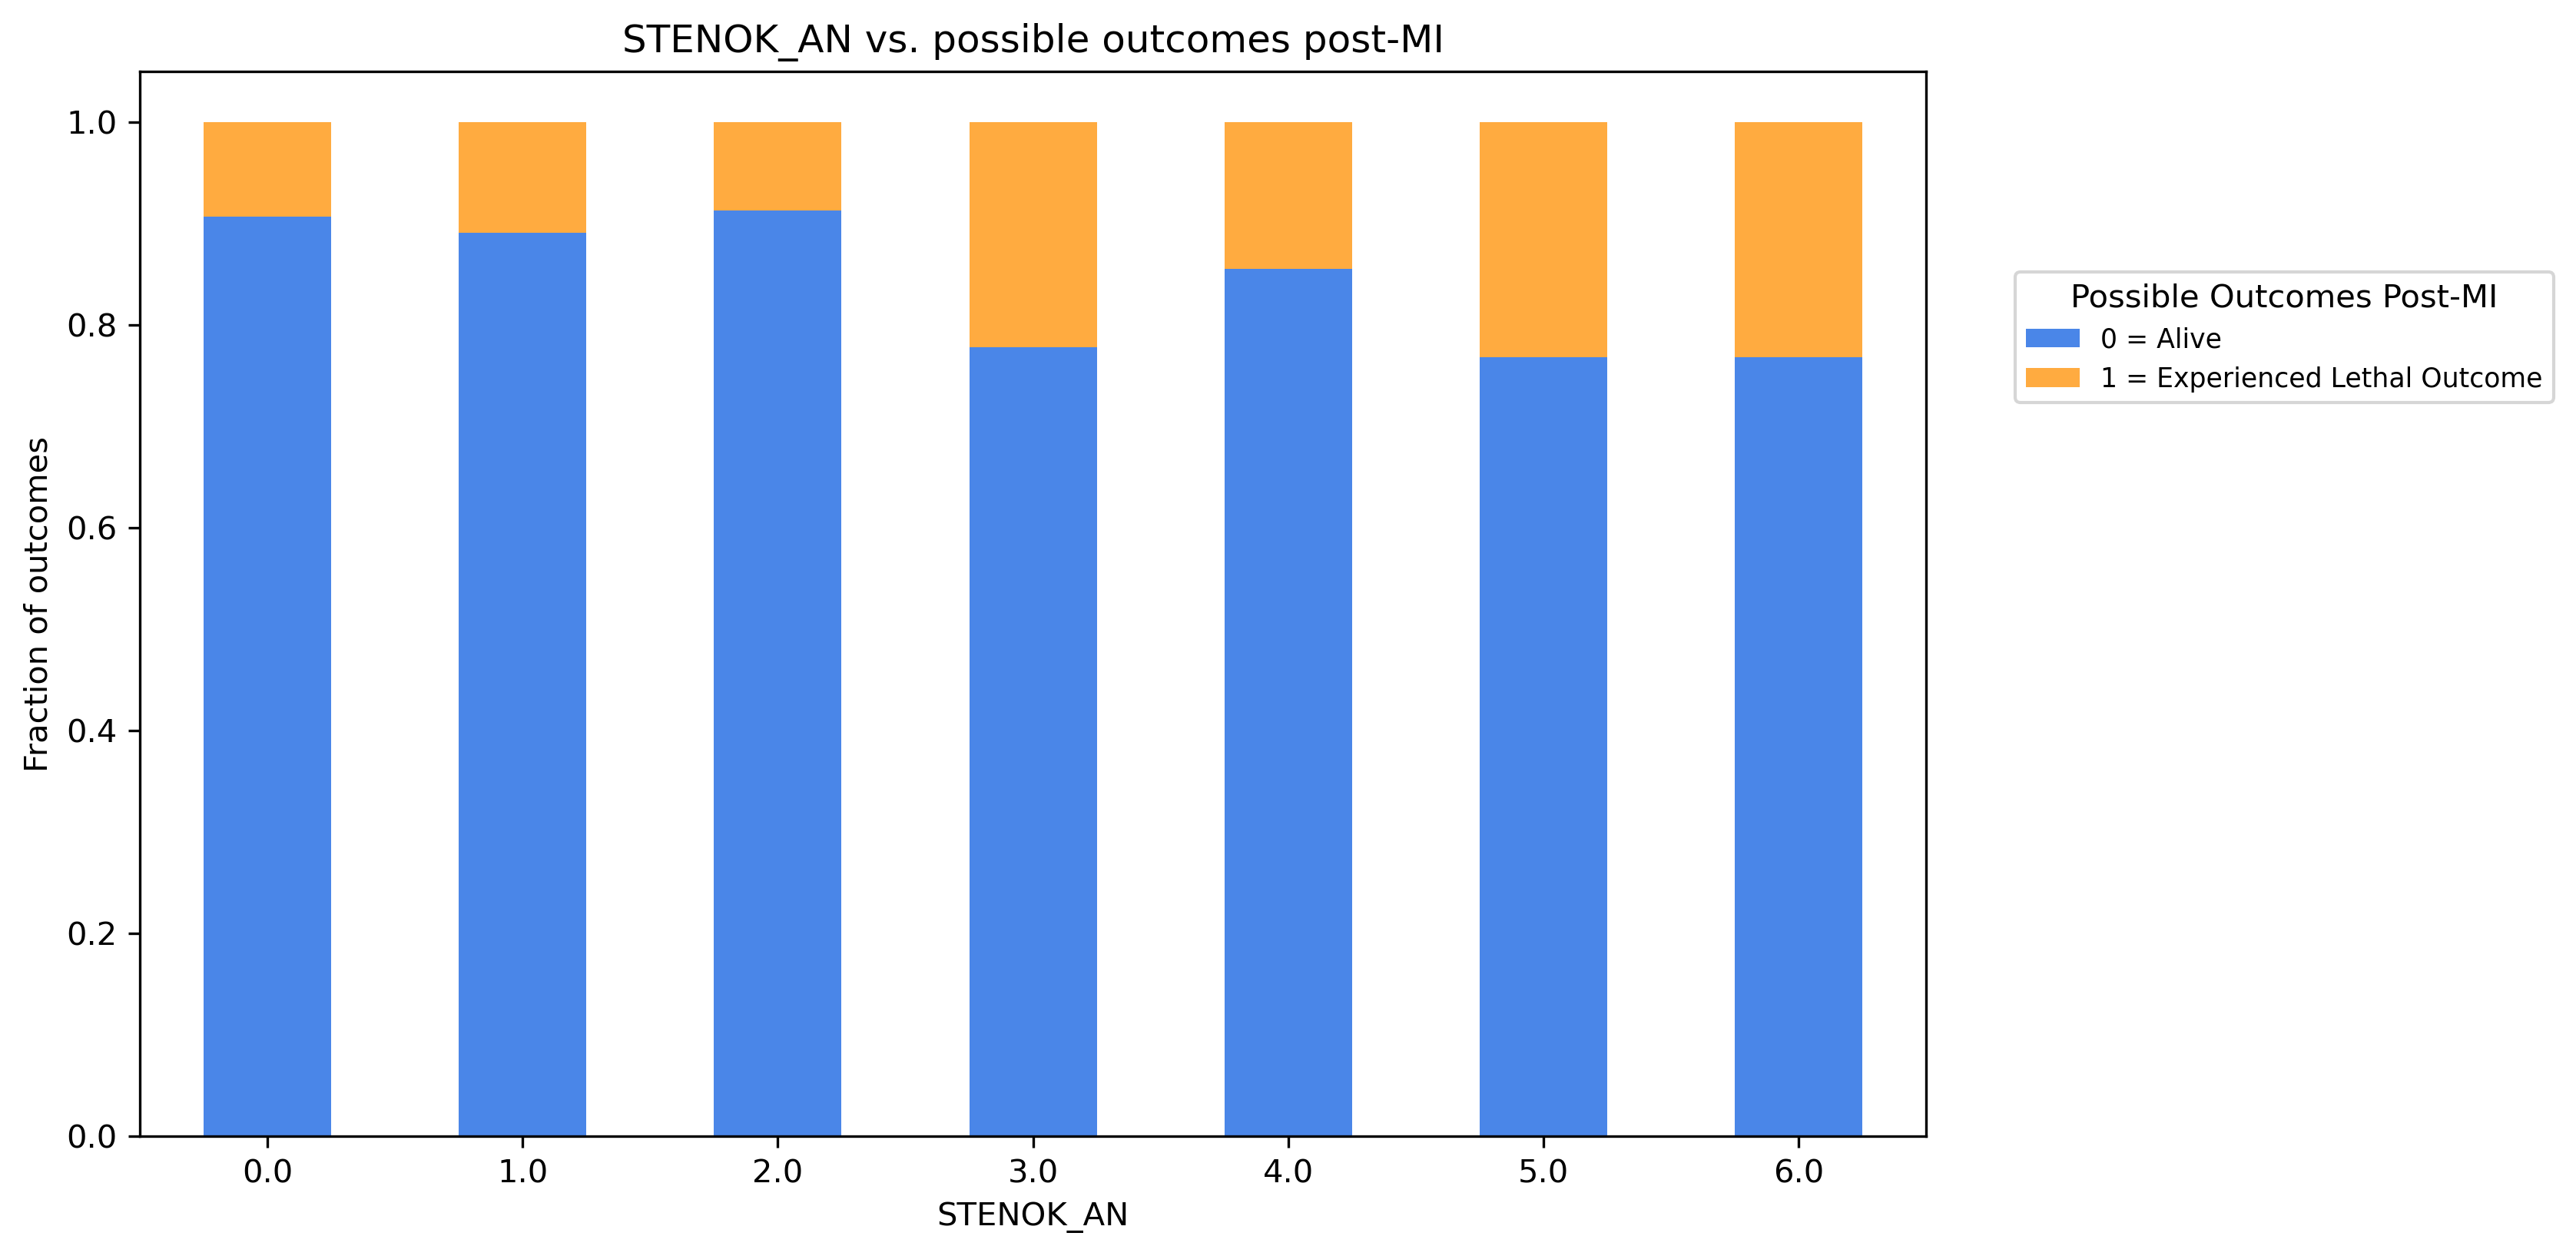 STENOK_AN vs. possible outcomes post-MI
Fraction of outcomes
1.0
0.8
0.6
0.4
0.2
0.0
0.0 1.0 2.0 3.0 4.0 5.0 6.0
STENOK_AN
Possible Outcomes Post-MI
0 = Alive
1 = Experienced Lethal Outcome